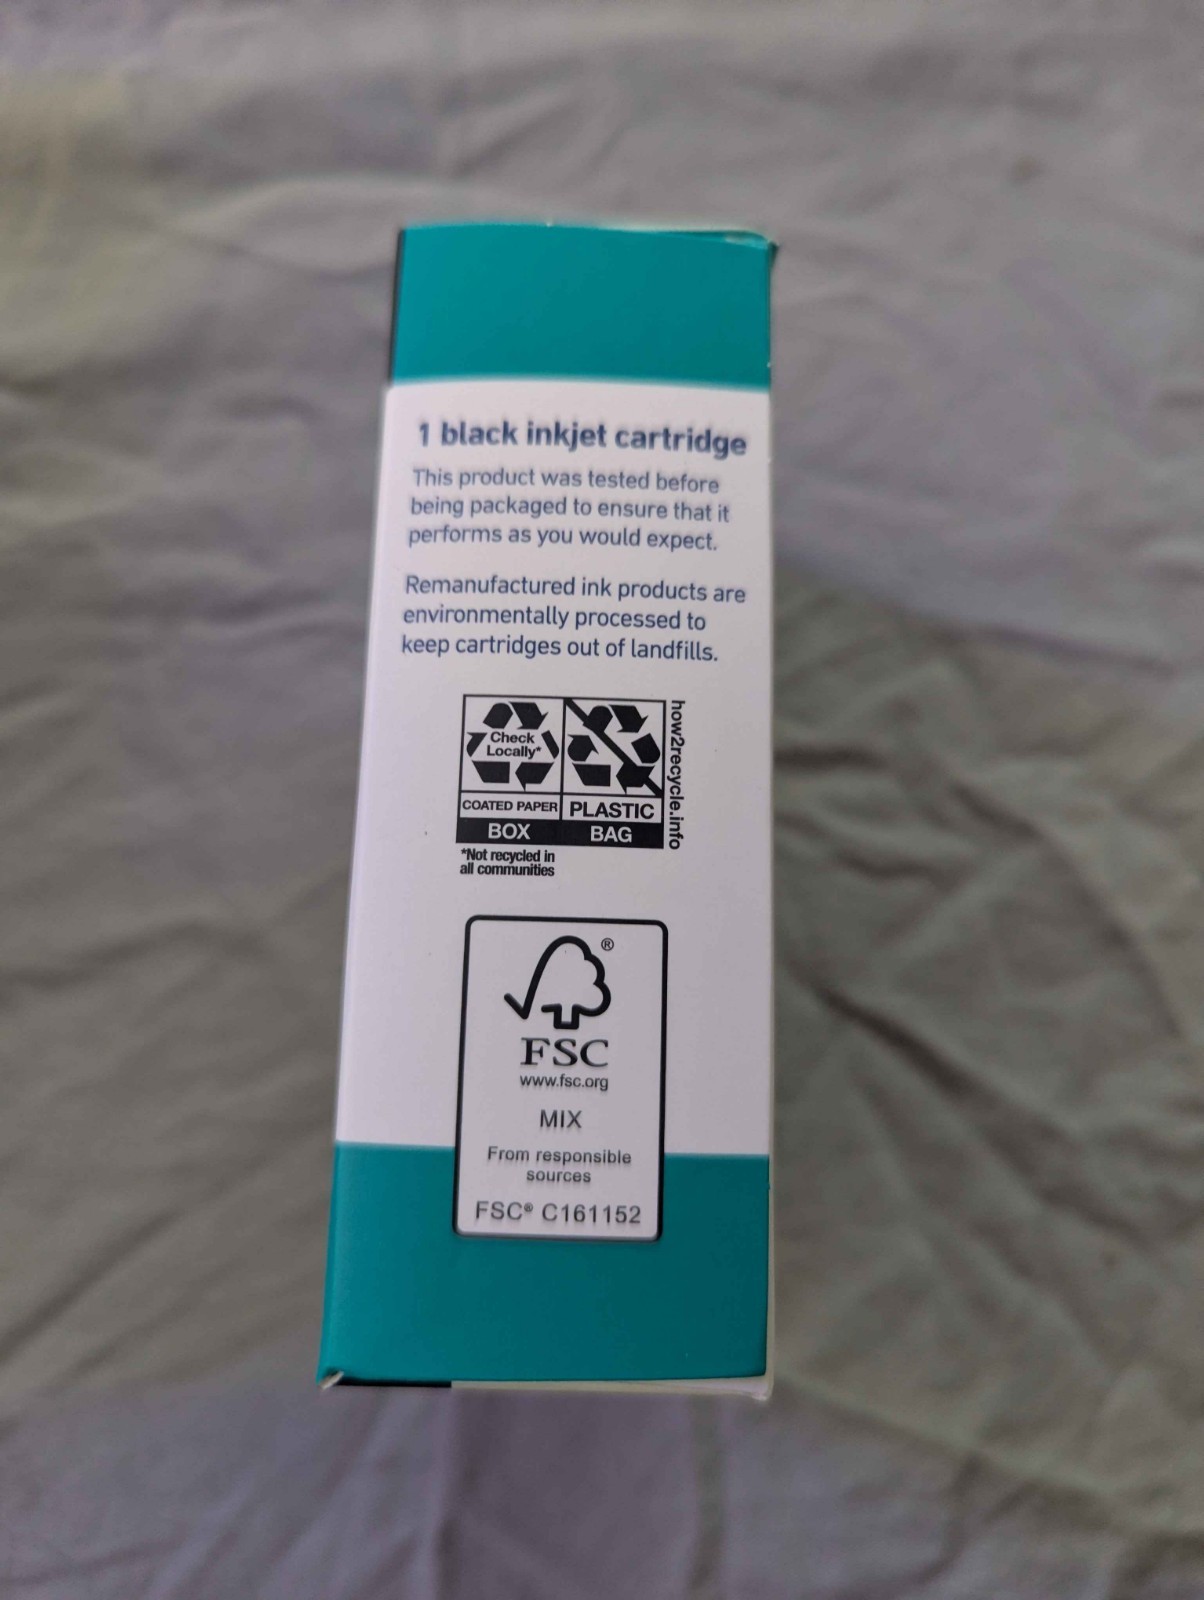 1 black inkjet cartridge
This product was tested before
being packaged to ensure that it
performs as you would expect.
Remanufactured ink products are
environmentally processed to
keep cartridges out of landfills.
Check
Locally*
COATED PAPER
BOX
PLASTIC
BAG
how2recycle.info
*Not recycled in
all communities
®
FSC
www.fsc.org
MIX
From responsible
sources
FSC® C161152